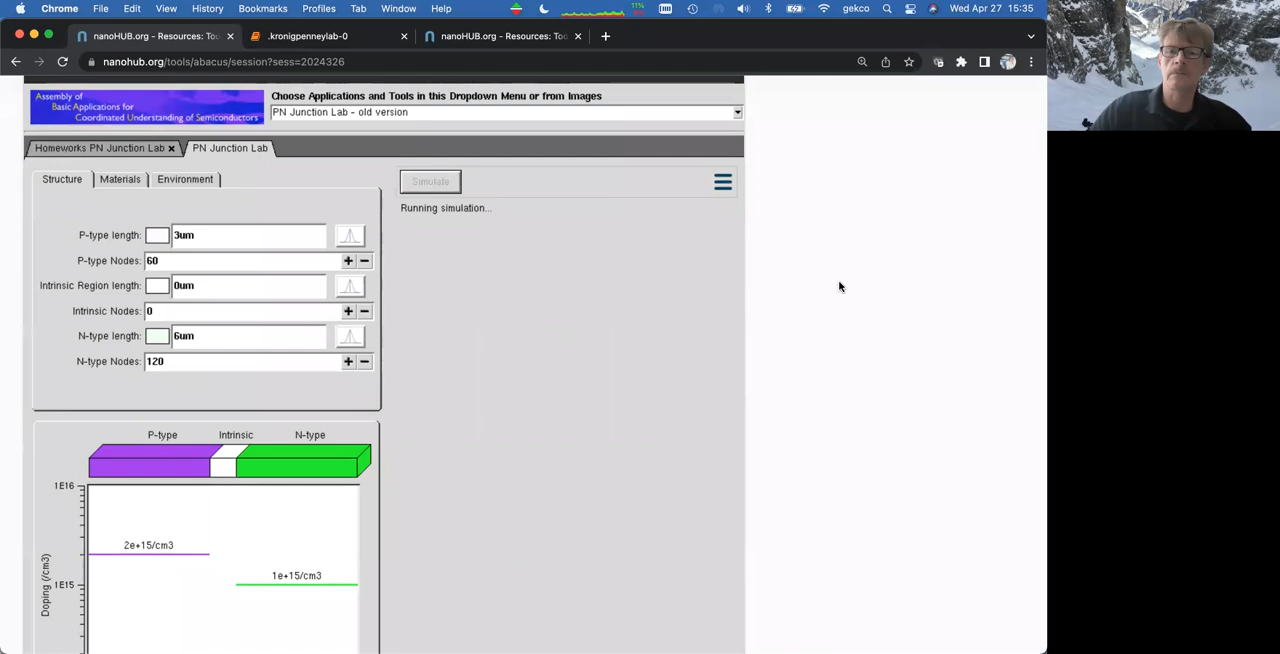 Chrome File Edit View History Bookmarks Profiles Tab Window Help 11% gekco Wed Apr 27 15:35
nanoHUB.org - Resources: Too × .kronigpenneylab-0 × nanoHUB.org - Resources: Too × +
nanohub.org/tools/abacus/session?sess=2024326
Assembly of
Basic Applications for
Coordinated Understanding of Semiconductors
Choose Applications and Tools in this Dropdown Menu or from Images
PN Junction Lab - old version
Homeworks PN Junction Lab × PN Junction Lab
Structure Materials Environment
Simulate
Running simulation...
P-type length: 3um
P-type Nodes: 60 + −
Intrinsic Region length: 0um
Intrinsic Nodes: 0 + −
N-type length: 6um
N-type Nodes: 120 + −
P-type Intrinsic N-type
1E16
2e+15/cm3
1e+15/cm3
1E15
Doping (/cm3)